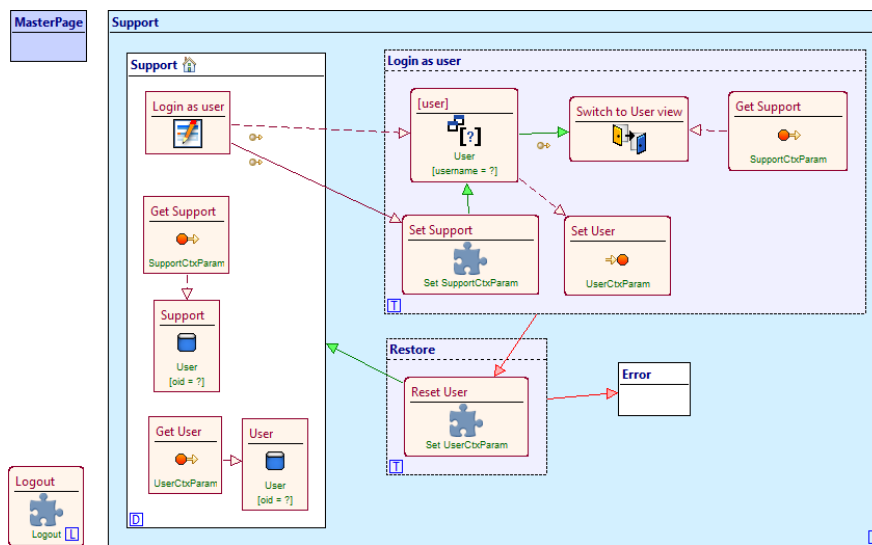 MasterPage
Support
Support
Login as user
Get Support
SupportCtxParam
Support
User
[oid = ?]
Get User
UserCtxParam
User
User
[oid = ?]
D
Login as user
[user]
User
[username = ?]
Switch to User view
Get Support
SupportCtxParam
Set Support
Set SupportCtxParam
Set User
UserCtxParam
T
Restore
Reset User
Set UserCtxParam
T
Error
Logout
Logout
L